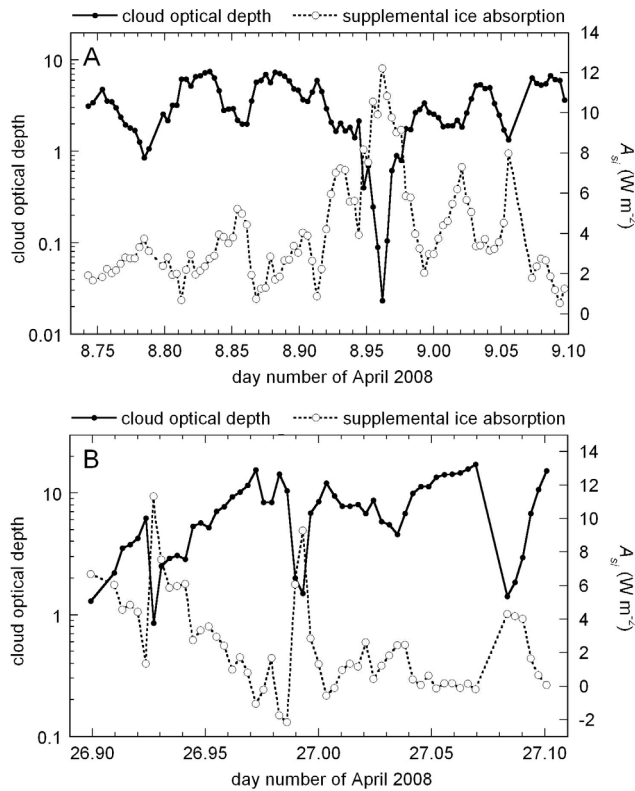 cloud optical depth supplemental ice absorption
A
10
1
0.1
0.01
cloud optical depth
14
12
10
8
6
4
2
0
A_si (W m⁻²)
8.75 8.80 8.85 8.90 8.95 9.00 9.05 9.10
day number of April 2008
cloud optical depth supplemental ice absorption
B
10
1
0.1
cloud optical depth
14
12
10
8
6
4
2
0
-2
A_si (W m⁻²)
26.90 26.95 27.00 27.05 27.10
day number of April 2008